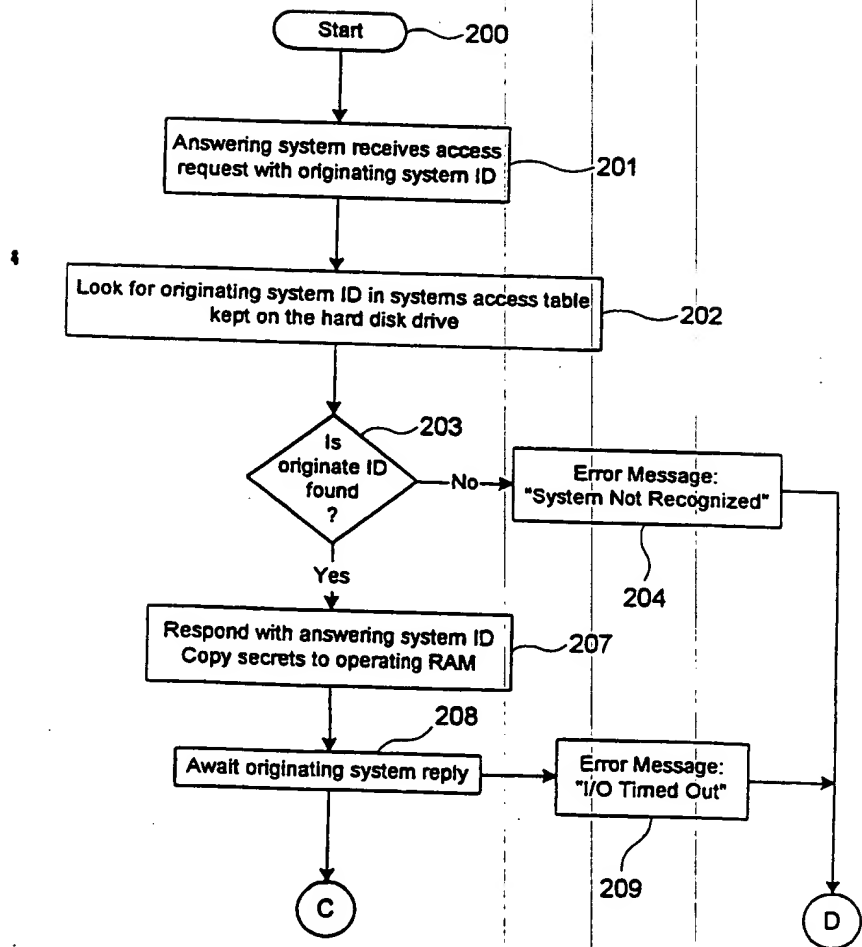 Start
200
Answering system receives access
request with originating system ID
201
Look for originating system ID in systems access table
kept on the hard disk drive
202
203
Is
originate ID
found
?
No
Error Message:
"System Not Recognized"
204
Yes
Respond with answering system ID
Copy secrets to operating RAM
207
208
Await originating system reply
Error Message:
"I/O Timed Out"
209
C
D